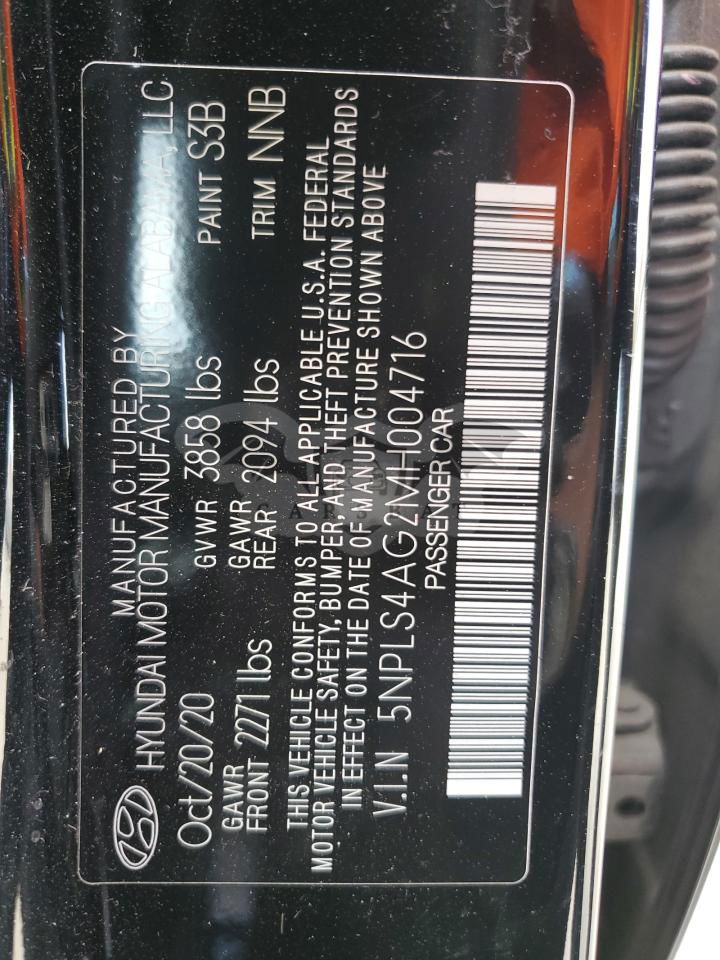 MANUFACTURED BY
HYUNDAI MOTOR MANUFACTURING ALABAMA, LLC
Oct/20/20 GVWR 3858 lbs PAINT S3B
GAWR FRONT 2271 lbs GAWR REAR 2094 lbs TRIM NNB
THIS VEHICLE CONFORMS TO ALL APPLICABLE U.S.A. FEDERAL
MOTOR VEHICLE SAFETY, BUMPER, AND THEFT PREVENTION STANDARDS
IN EFFECT ON THE DATE OF MANUFACTURE SHOWN ABOVE
V.I.N 5NPLS4AG2MH004716
PASSENGER CAR